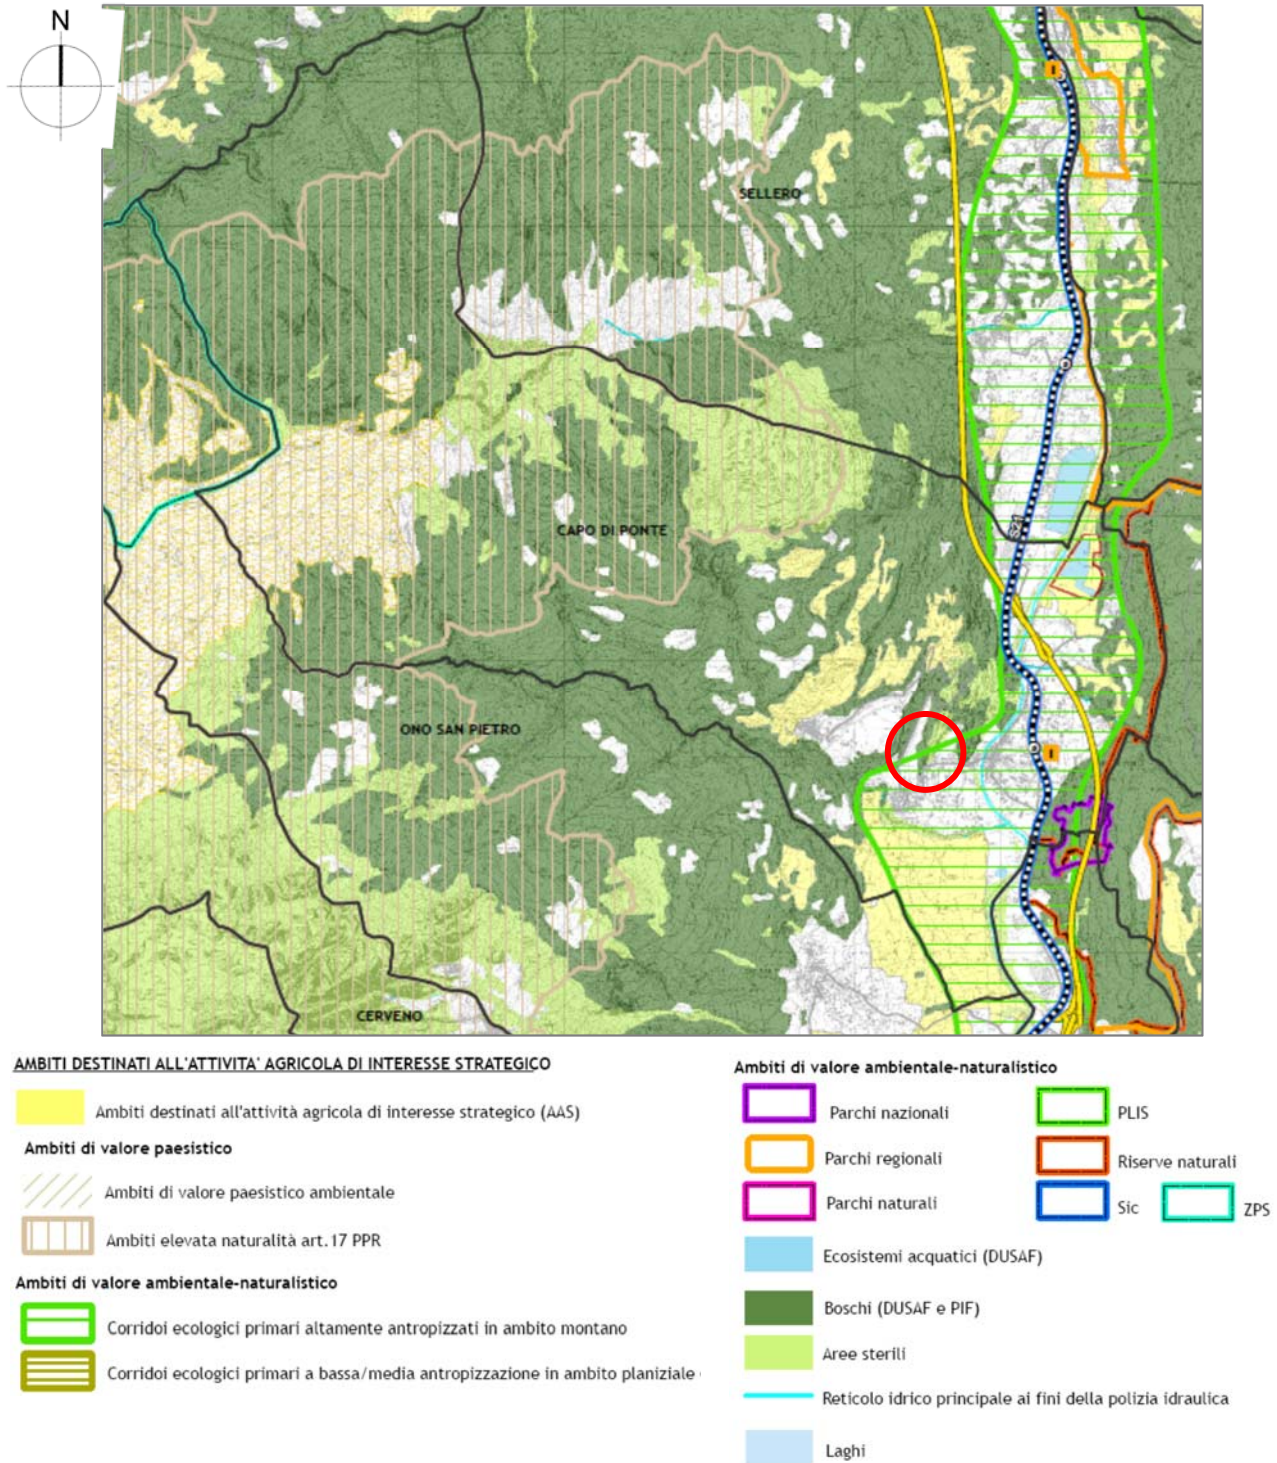 N
SELLERO
CAPO DI PONTE
S21
ONO SAN PIETRO
CERVENO
AMBITI DESTINATI ALL'ATTIVITA' AGRICOLA DI INTERESSE STRATEGICO
Ambiti destinati all'attività agricola di interesse strategico (AAS)
Ambiti di valore paesistico
Ambiti di valore paesistico ambientale
Ambiti elevata naturalità art.17 PPR
Ambiti di valore ambientale-naturalistico
Corridoi ecologici primari altamente antropizzati in ambito montano
Corridoi ecologici primari a bassa/media antropizzazione in ambito planiziale
Ambiti di valore ambientale-naturalistico
Parchi nazionali
PLIS
Parchi regionali
Riserve naturali
Parchi naturali
Sic
ZPS
Ecosistemi acquatici (DUSAF)
Boschi (DUSAF e PIF)
Aree sterili
Reticolo idrico principale ai fini della polizia idraulica
Laghi